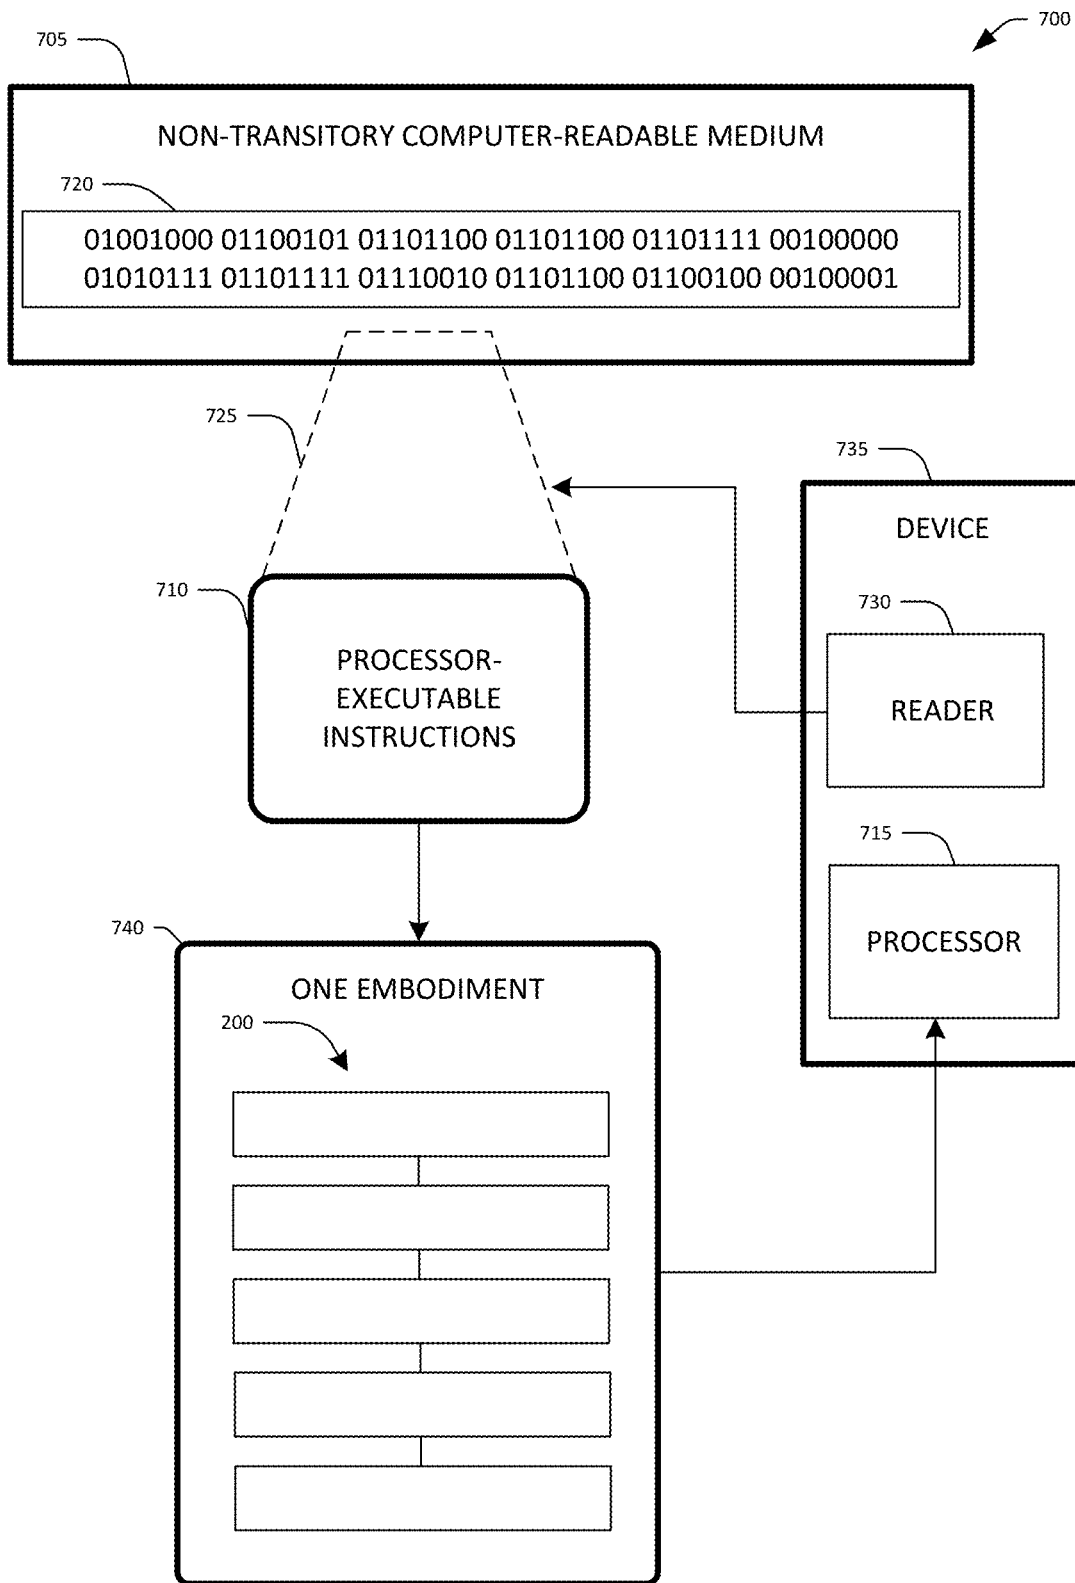 700
705
NON-TRANSITORY COMPUTER-READABLE MEDIUM
720
01001000 01100101 01101100 01101100 01101111 00100000
01010111 01101111 01110010 01101100 01100100 00100001
725
735
DEVICE
710
730
PROCESSOR-
EXECUTABLE
INSTRUCTIONS
READER
715
740
PROCESSOR
ONE EMBODIMENT
200